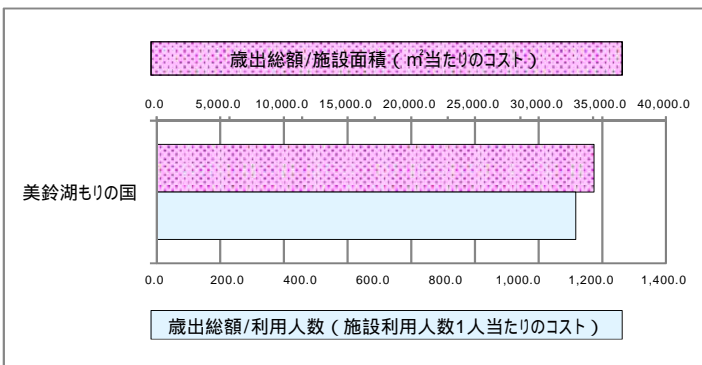 歳出総額/施設面積(㎡当たりのコスト)
0.0 5,000.0 10,000.0 15,000.0 20,000.0 25,000.0 30,000.0 35,000.0 40,000.0
美鈴湖もりの国
0.0 200.0 400.0 600.0 800.0 1,000.0 1,200.0 1,400.0
歳出総額/利用人数(施設利用人数1人当たりのコスト)